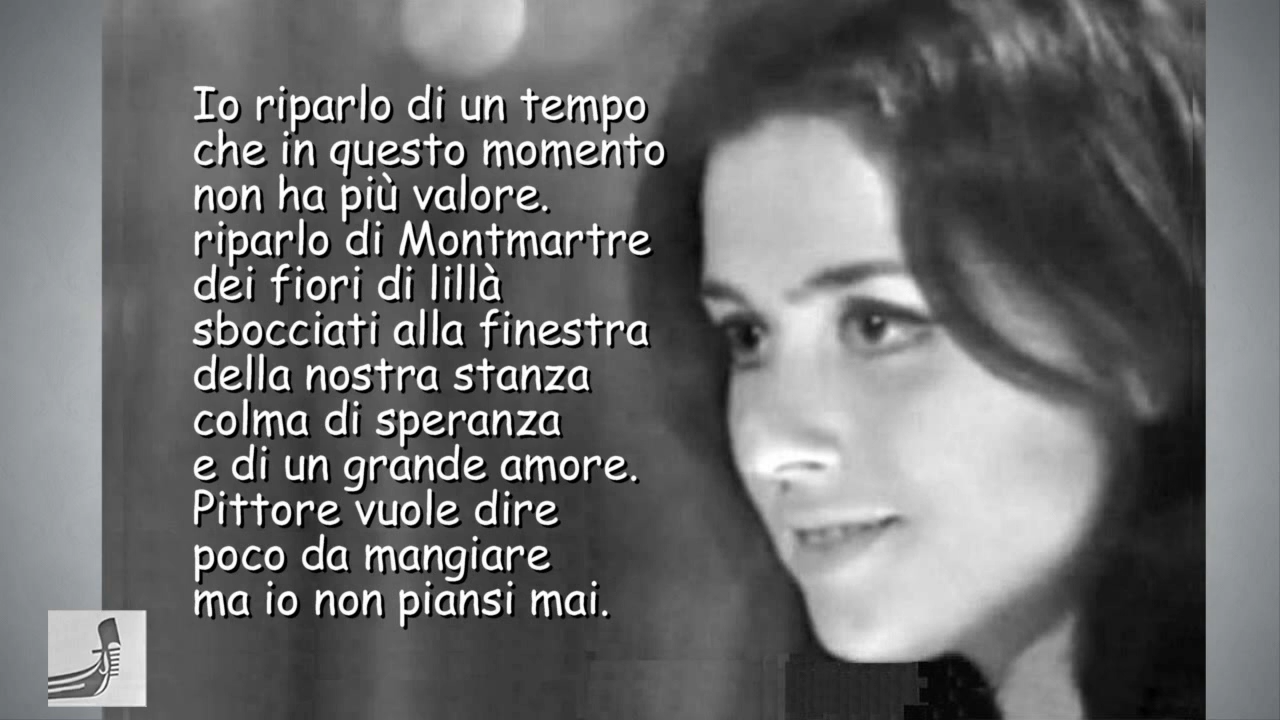 Io riparlo di un tempo
che in questo momento
non ha più valore.
riparlo di Montmartre
dei fiori di lillà
sbocciati alla finestra
della nostra stanza
colma di speranza
e di un grande amore.
Pittore vuole dire
poco da mangiare
ma io non piansi mai.